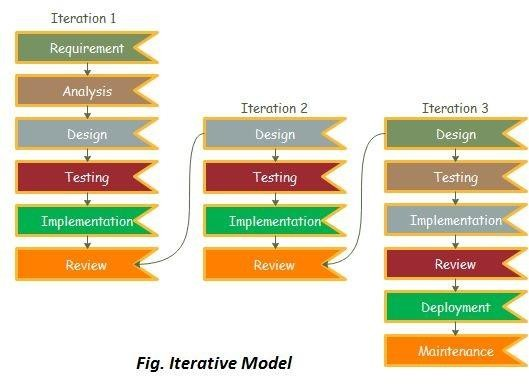 Iteration 1
Requirement
Analysis
Design
Testing
Implementation
Review
Iteration 2
Design
Testing
Implementation
Review
Iteration 3
Design
Testing
Implementation
Review
Deployment
Maintenance
Fig. Iterative Model